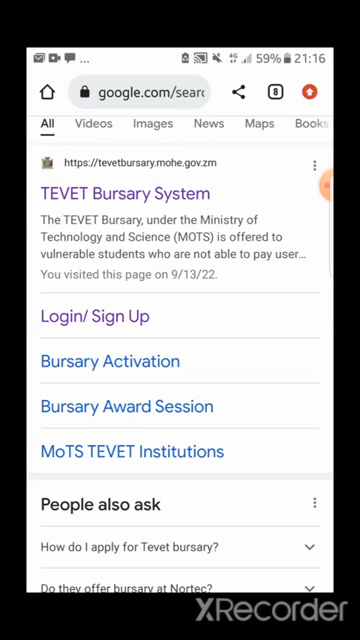 ... 4G 59% 21:16
google.com/searc
8
All Videos Images News Maps Books
https://tevetbursary.mohe.gov.zm
TEVET Bursary System
The TEVET Bursary, under the Ministry of
Technology and Science (MOTS) is offered to
vulnerable students who are not able to pay user...
You visited this page on 9/13/22.
Login/ Sign Up
Bursary Activation
Bursary Award Session
MoTS TEVET Institutions
People also ask
How do I apply for Tevet bursary?
Do they offer bursary at Nortec?
XRecorder